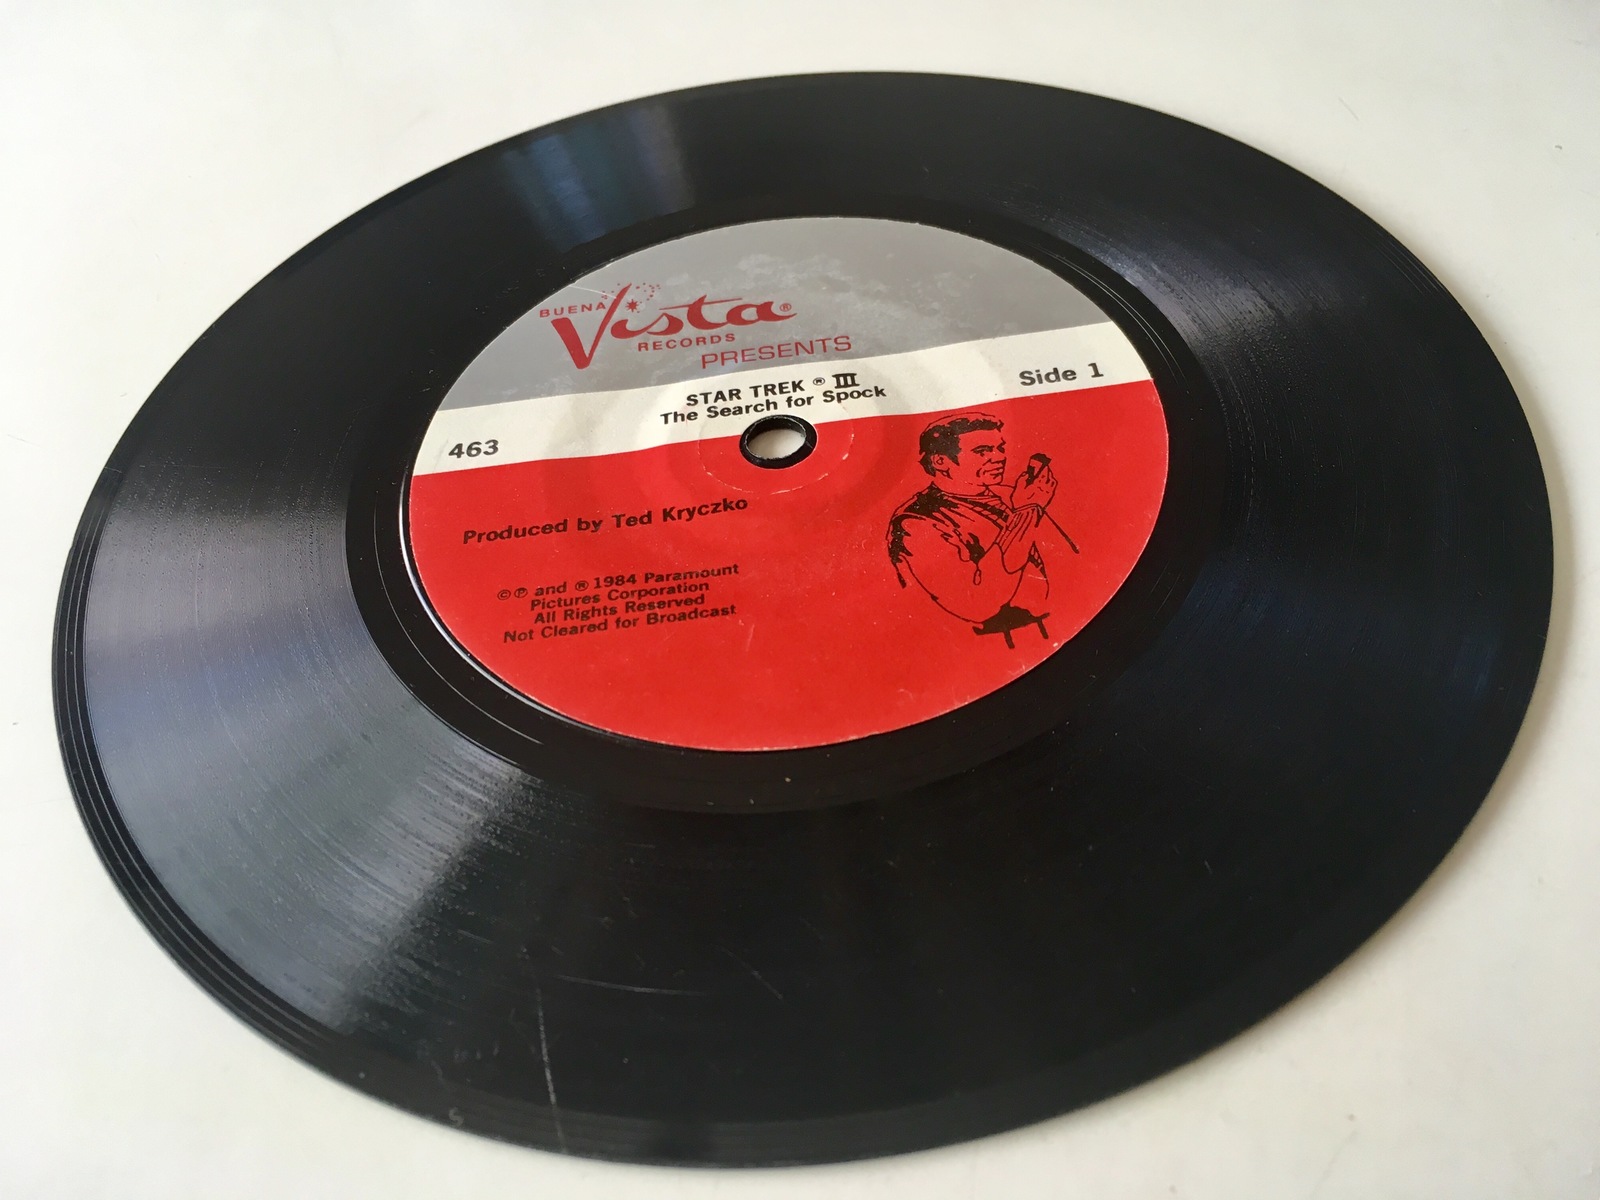 BUENA
Vista®
RECORDS
PRESENTS
STAR TREK ® III
The Search for Spock
Side 1
463
Produced by Ted Kryczko
©℗ and ® 1984 Paramount
Pictures Corporation
All Rights Reserved
Not Cleared for Broadcast